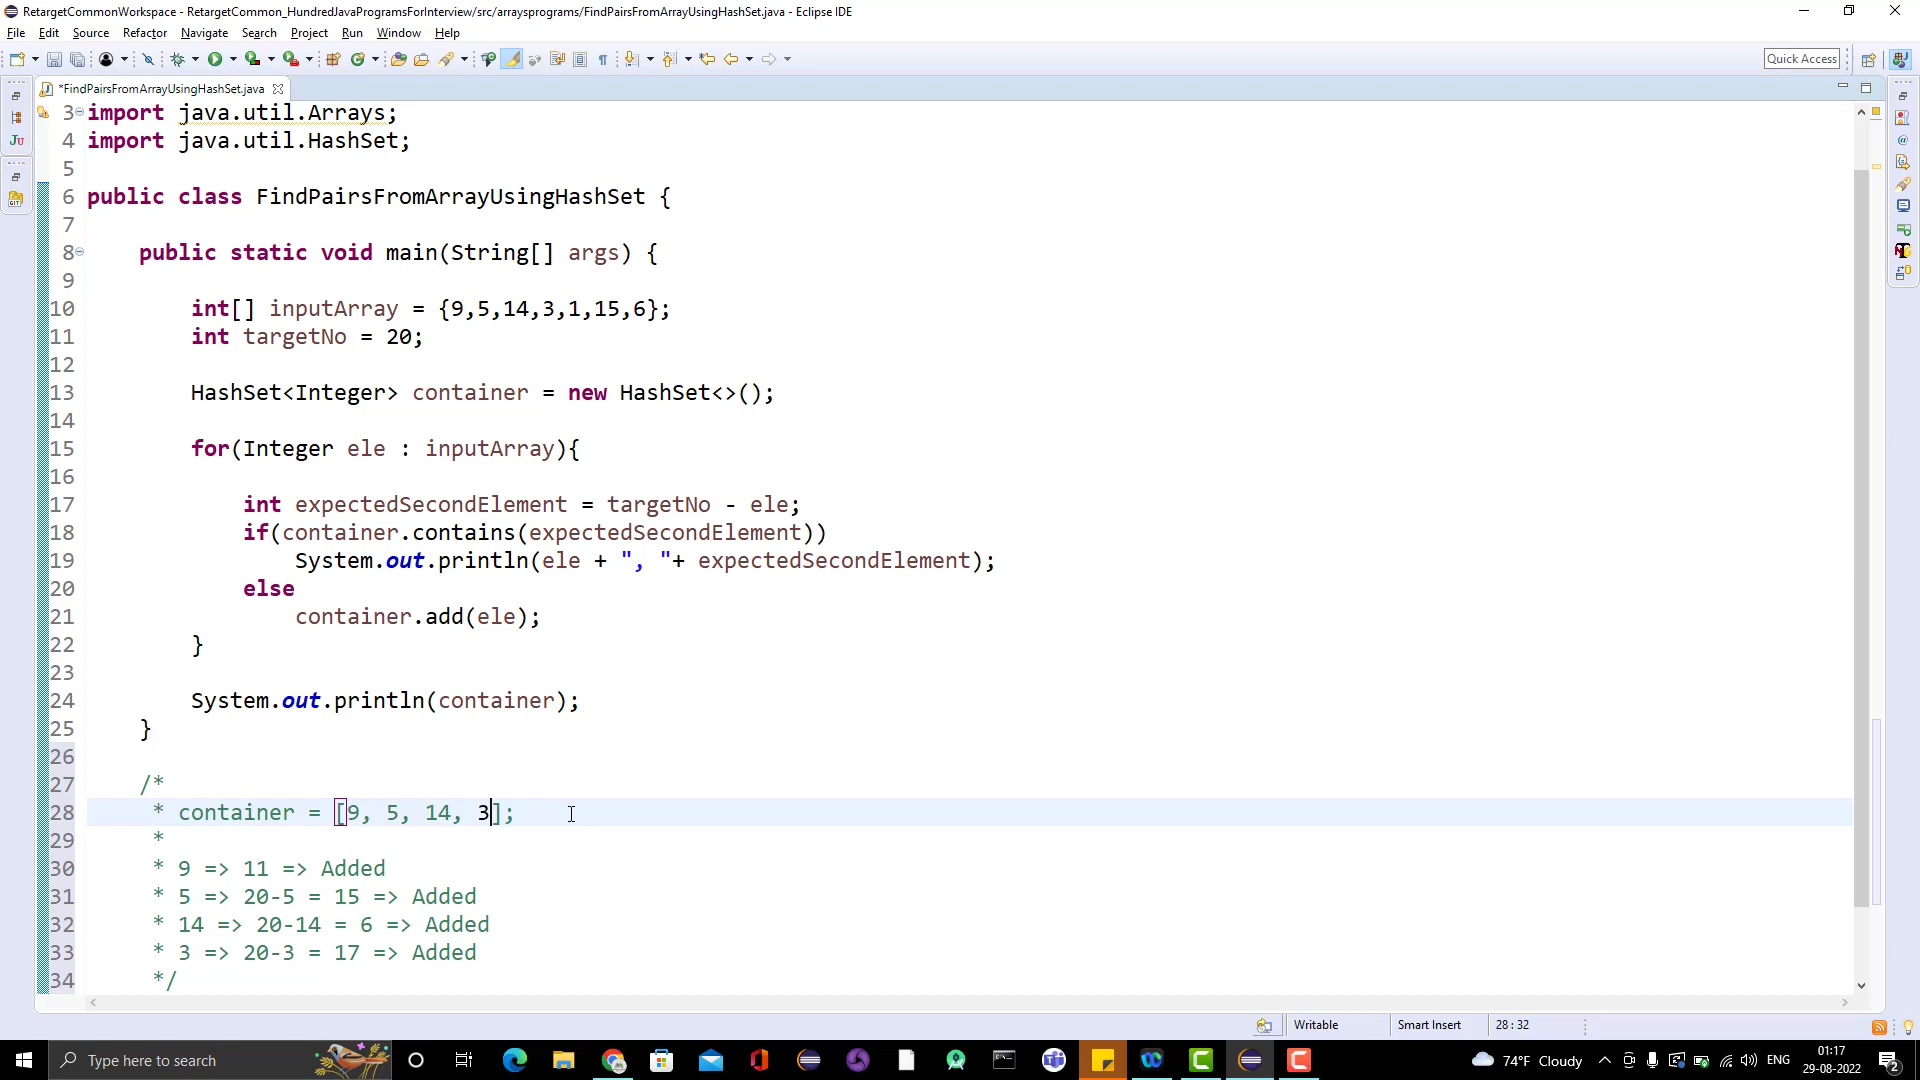 RetargetCommonWorkspace - RetargetCommon_HundredJavaProgramsForInterview/src/arraysprograms/FindPairsFromArrayUsingHashSet.java - Eclipse IDE
File Edit Source Refactor Navigate Search Project Run Window Help
Quick Access
*FindPairsFromArrayUsingHashSet.java
3 import java.util.Arrays;
4 import java.util.HashSet;
5
6 public class FindPairsFromArrayUsingHashSet {
7
8 public static void main(String[] args) {
9
10 int[] inputArray = {9,5,14,3,1,15,6};
11 int targetNo = 20;
12
13 HashSet<Integer> container = new HashSet<>();
14
15 for(Integer ele : inputArray){
16
17 int expectedSecondElement = targetNo - ele;
18 if(container.contains(expectedSecondElement))
19 System.out.println(ele + ", "+ expectedSecondElement);
20 else
21 container.add(ele);
22 }
23
24 System.out.println(container);
25 }
26
27 /*
28 * container = [9, 5, 14, 3];
29 *
30 * 9 => 11 => Added
31 * 5 => 20-5 = 15 => Added
32 * 14 => 20-14 = 6 => Added
33 * 3 => 20-3 = 17 => Added
34 */
Writable Smart Insert 28 : 32
Type here to search
74°F Cloudy ENG 01:17
29-08-2022 2